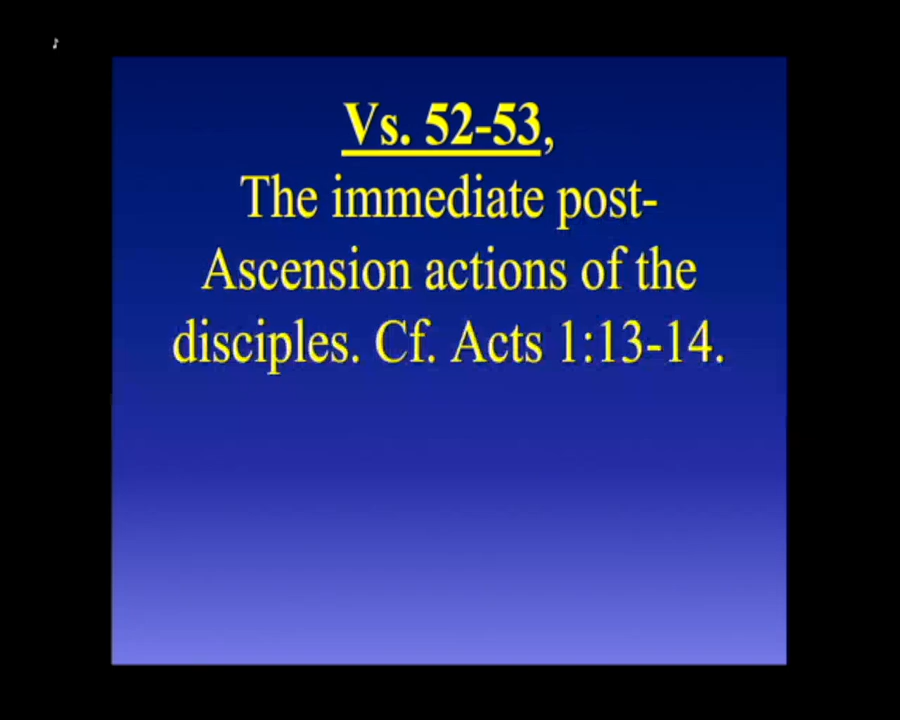 Vs. 52-53,
The immediate post-
Ascension actions of the
disciples. Cf. Acts 1:13-14.